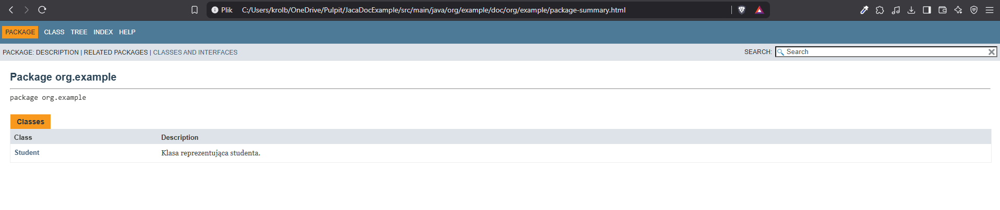 Plik C:/Users/krolb/OneDrive/Pulpit/JacaDocExample/src/main/java/org/example/doc/org/example/package-summary.html
PACKAGE CLASS TREE INDEX HELP
PACKAGE: DESCRIPTION | RELATED PACKAGES | CLASSES AND INTERFACES SEARCH: Search
Package org.example
package org.example
Classes
Class Description
Student Klasa reprezentująca studenta.